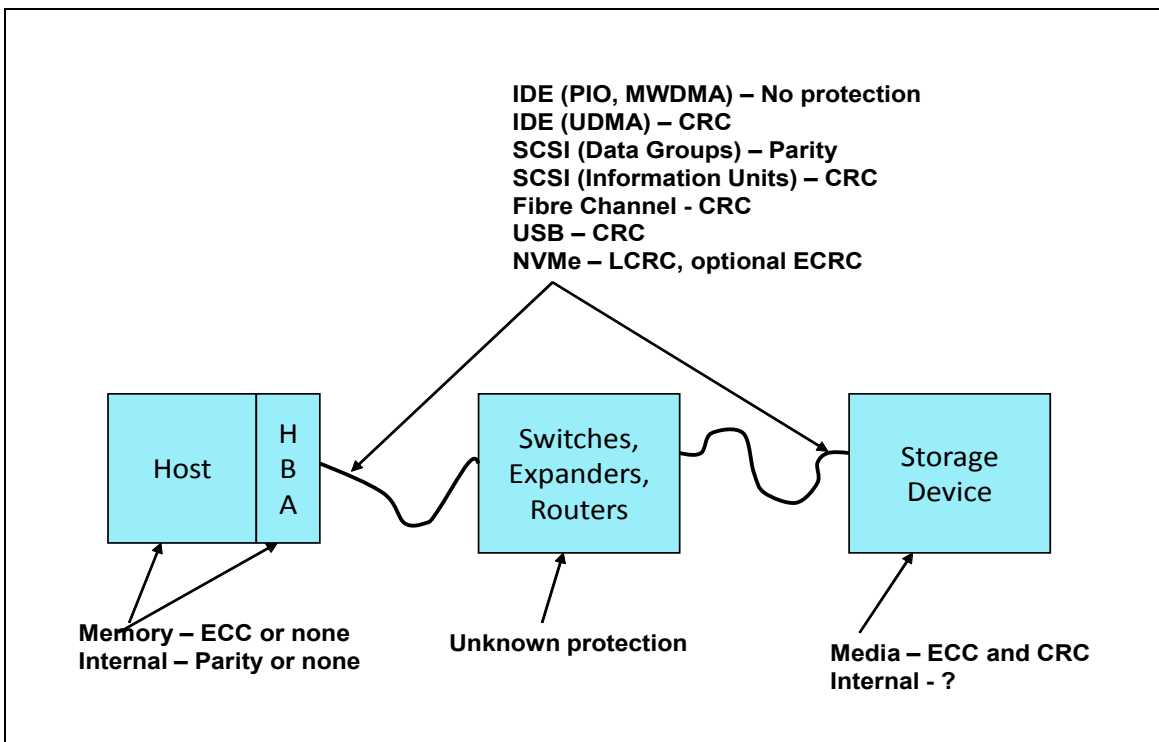 IDE (PIO, MWDMA) – No protection
IDE (UDMA) – CRC
SCSI (Data Groups) – Parity
SCSI (Information Units) – CRC
Fibre Channel - CRC
USB – CRC
NVMe – LCRC, optional ECRC
Host
H
B
A
Switches,
Expanders,
Routers
Storage
Device
Memory – ECC or none
Internal – Parity or none
Unknown protection
Media – ECC and CRC
Internal - ?